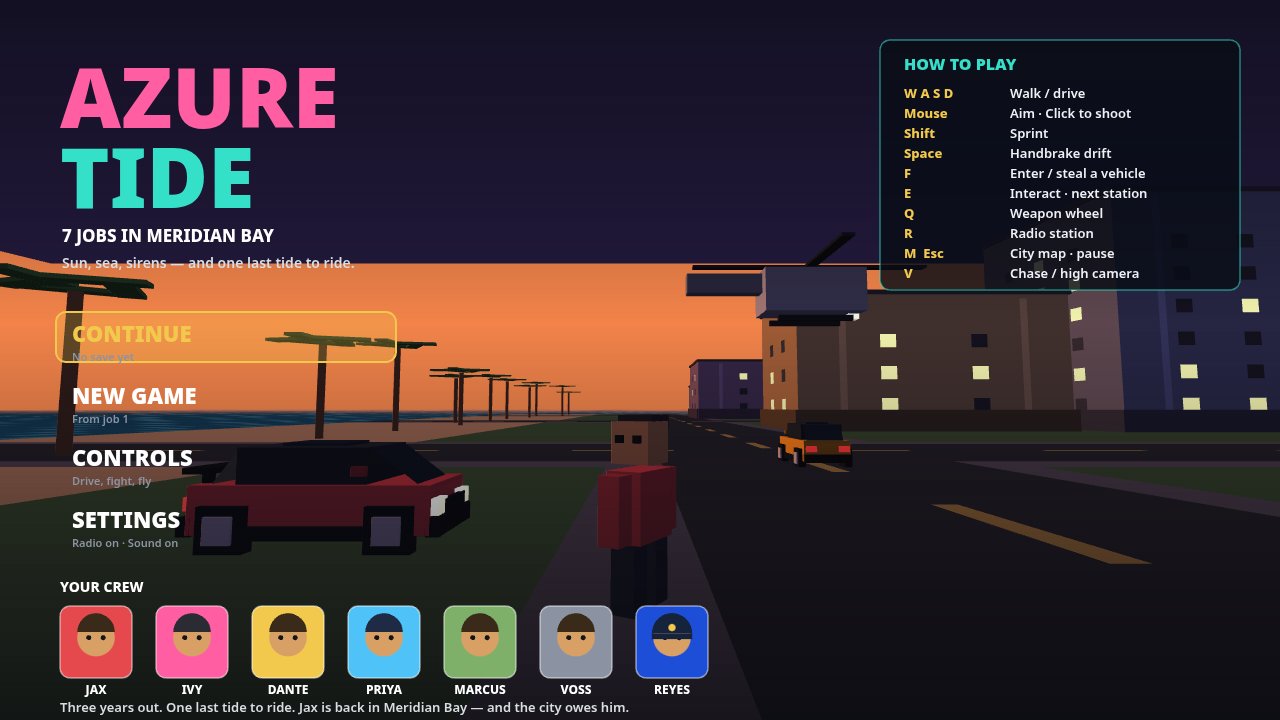 AZURE
TIDE
7 JOBS IN MERIDIAN BAY
Sun, sea, sirens — and one last tide to ride.
CONTINUE
No save yet
NEW GAME
From job 1
CONTROLS
Drive, fight, fly
SETTINGS
Radio on · Sound on
HOW TO PLAY
W A S D Walk / drive
Mouse Aim · Click to shoot
Shift Sprint
Space Handbrake drift
F Enter / steal a vehicle
E Interact · next station
Q Weapon wheel
R Radio station
M Esc City map · pause
V Chase / high camera
YOUR CREW
JAX IVY DANTE PRIYA MARCUS VOSS REYES
Three years out. One last tide to ride. Jax is back in Meridian Bay — and the city owes him.